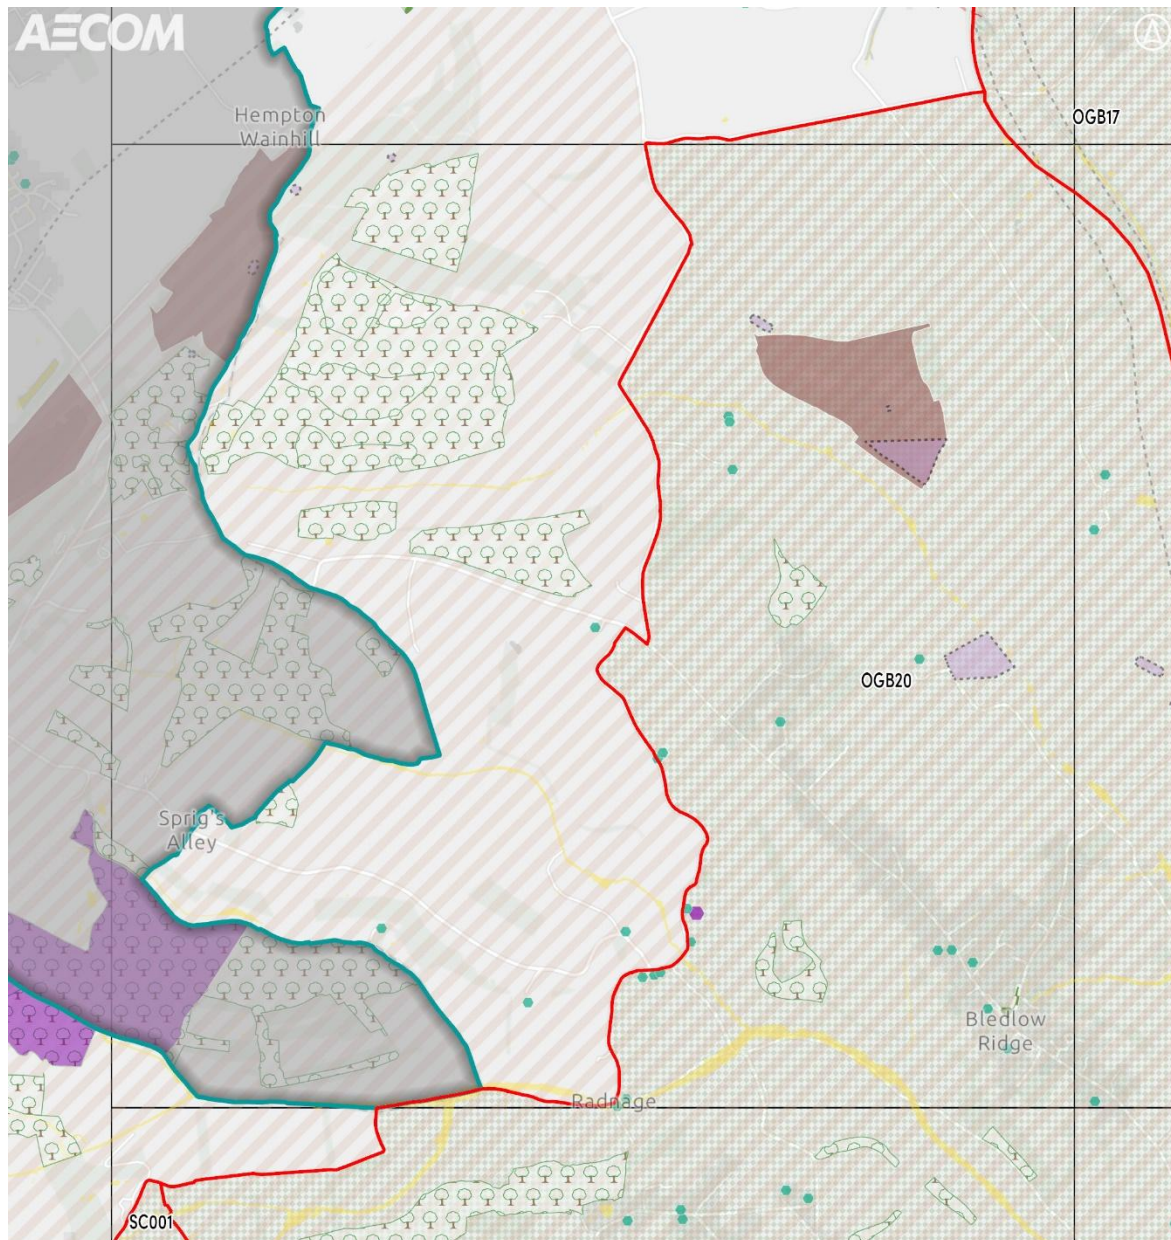 AECOM
Hempton
Wainhill
OGB17
OGB20
Sprig's
Alley
Bledlow
Ridge
Radnage
SC001